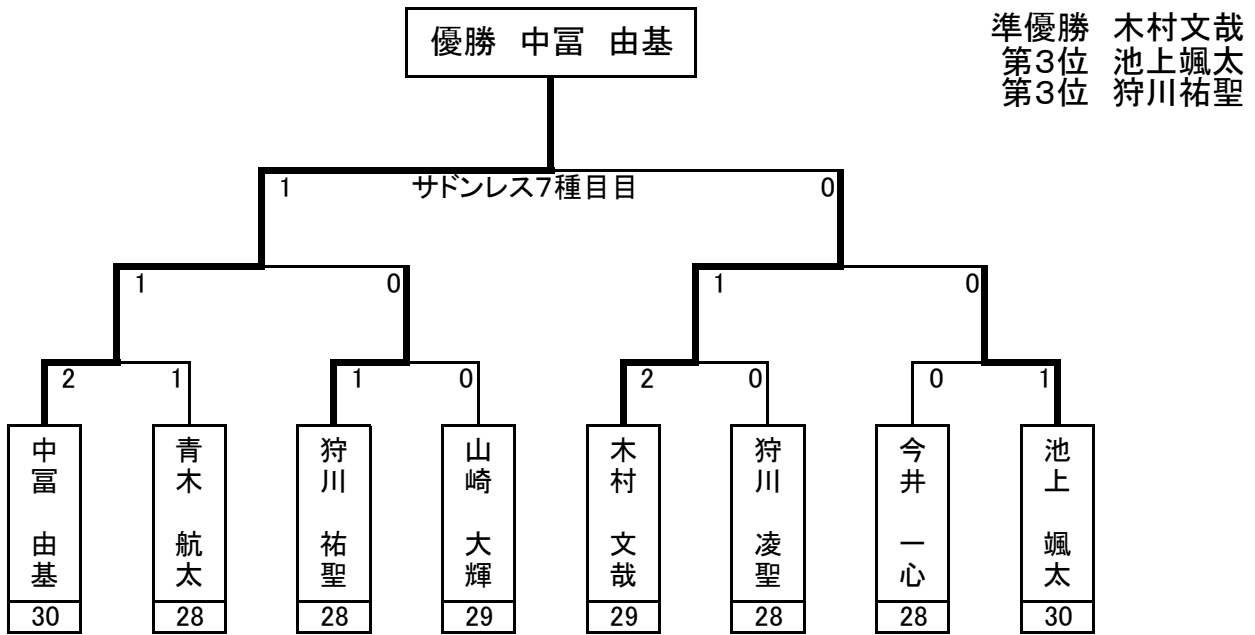 優勝 中冨 由基
準優勝 木村文哉
第3位 池上颯太
第3位 狩川祐聖
1 サドンレス7種目目 0
1 0 1 0
2 1 1 0 2 0 0 1
中冨 由基
青木 航太
狩川 祐聖
山崎 大輝
木村 文哉
狩川 凌聖
今井 一心
池上 颯太
30 28 28 29 29 28 28 30